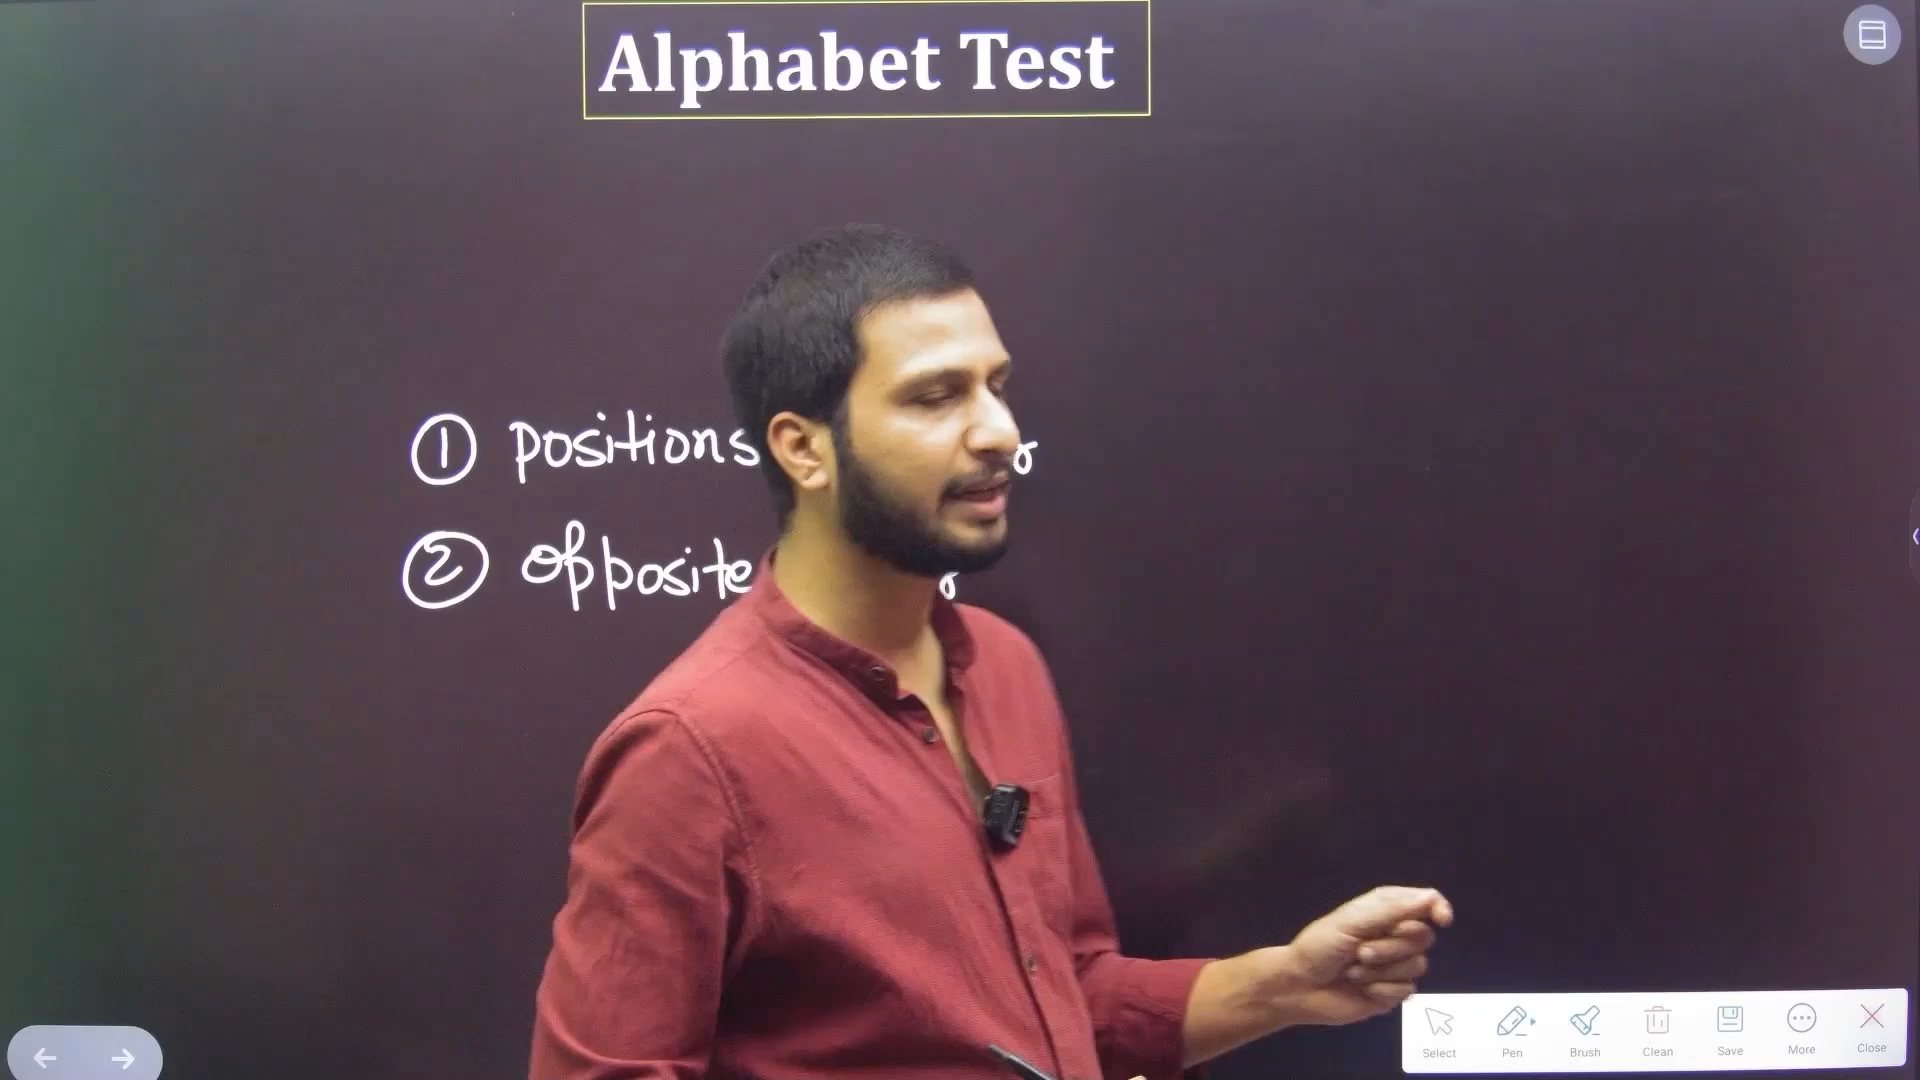 Alphabet Test
① positions
② opposite
Select Pen Brush Clean Save More Close